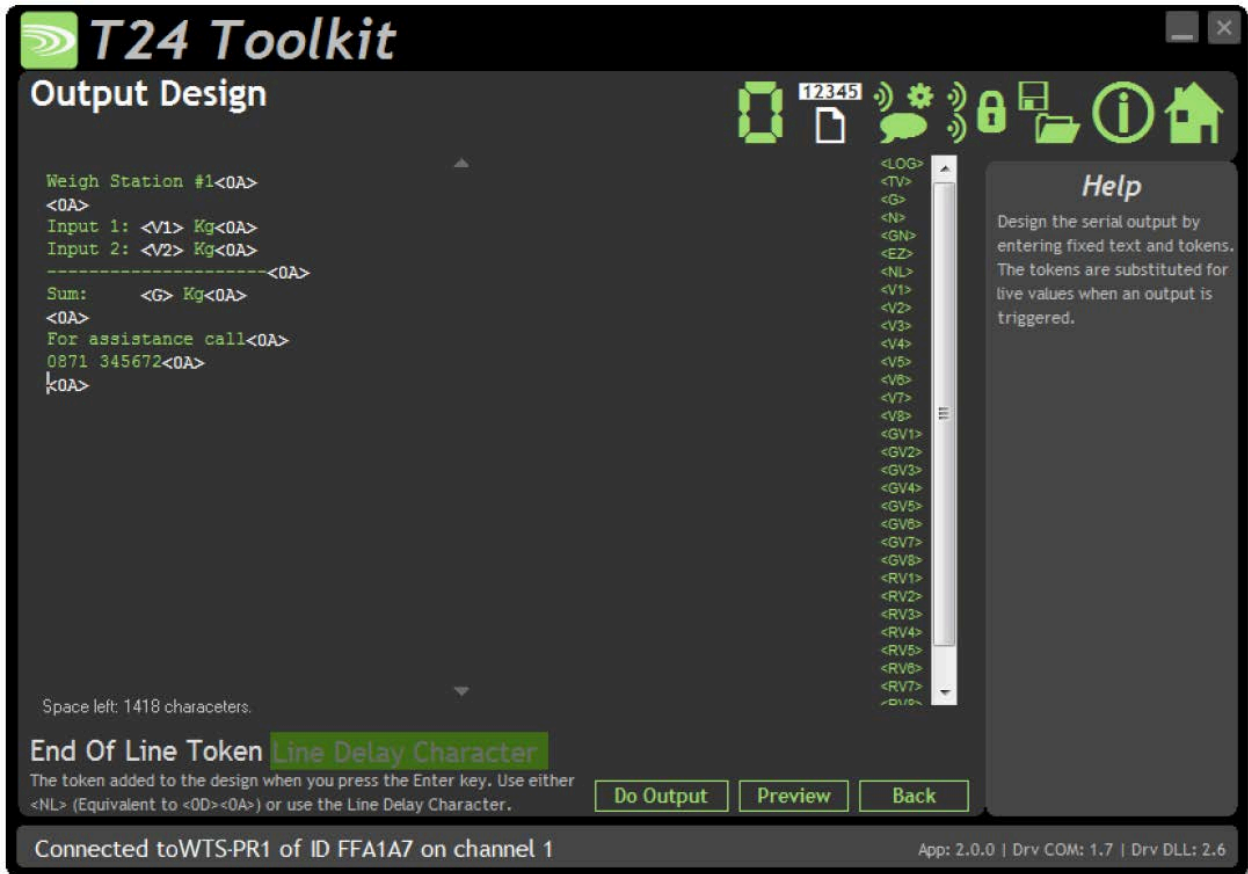 T24 Toolkit
Output Design
12345
Weigh Station #1<0A>
<0A>
Input 1: <V1> Kg<0A>
Input 2: <V2> Kg<0A>
----------------------<0A>
Sum:     <G> Kg<0A>
<0A>
For assistance call<0A>
0871 345672<0A>
<0A>
Space left: 1418 characeters.
<LOG>
<TV>
<G>
<N>
<GN>
<EZ>
<NL>
<V1>
<V2>
<V3>
<V4>
<V5>
<V6>
<V7>
<V8>
<GV1>
<GV2>
<GV3>
<GV4>
<GV5>
<GV6>
<GV7>
<GV8>
<RV1>
<RV2>
<RV3>
<RV4>
<RV5>
<RV6>
<RV7>
Help
Design the serial output by
entering fixed text and tokens.
The tokens are substituted for
live values when an output is
triggered.
End Of Line Token Line Delay Character
The token added to the design when you press the Enter key. Use either
<NL> (Equivalent to <0D><0A>) or use the Line Delay Character.
Do Output Preview Back
Connected toWTS-PR1 of ID FFA1A7 on channel 1
App: 2.0.0 | Drv COM: 1.7 | Drv DLL: 2.6